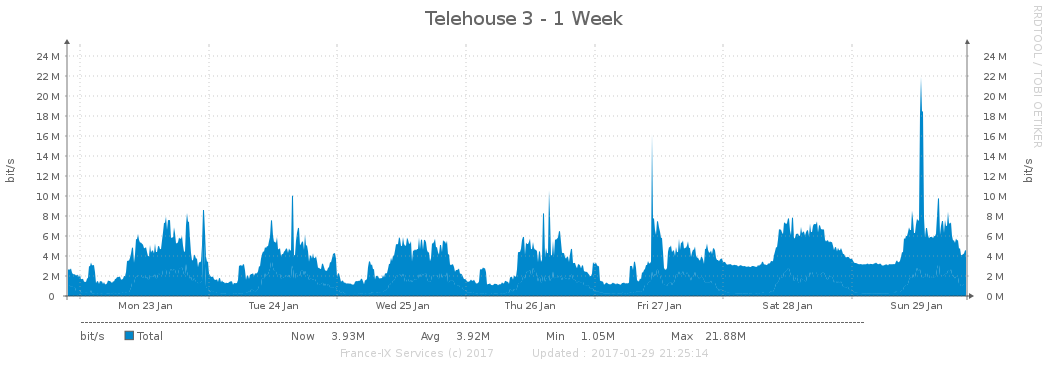 Telehouse 3 - 1 Week
RRDTOOL / TOBI OETIKER
24 M 24 M
22 M 22 M
20 M 20 M
18 M 18 M
16 M 16 M
14 M 14 M
bit/s bit/s
12 M 12 M
10 M 10 M
8 M 8 M
6 M 6 M
4 M 4 M
2 M 2 M
0 0 M
Mon 23 Jan Tue 24 Jan Wed 25 Jan Thu 26 Jan Fri 27 Jan Sat 28 Jan Sun 29 Jan
bit/s Total Now 3.93M Avg 3.92M Min 1.05M Max 21.88M
France-IX Services (c) 2017 Updated : 2017-01-29 21:25:14